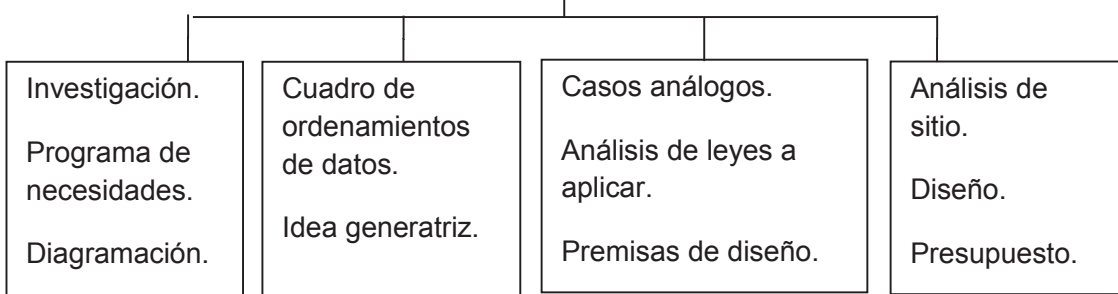 Investigación.
Programa de
necesidades.
Diagramación.
Cuadro de
ordenamientos
de datos.
Idea generatriz.
Casos análogos.
Análisis de leyes a
aplicar.
Premisas de diseño.
Análisis de
sitio.
Diseño.
Presupuesto.